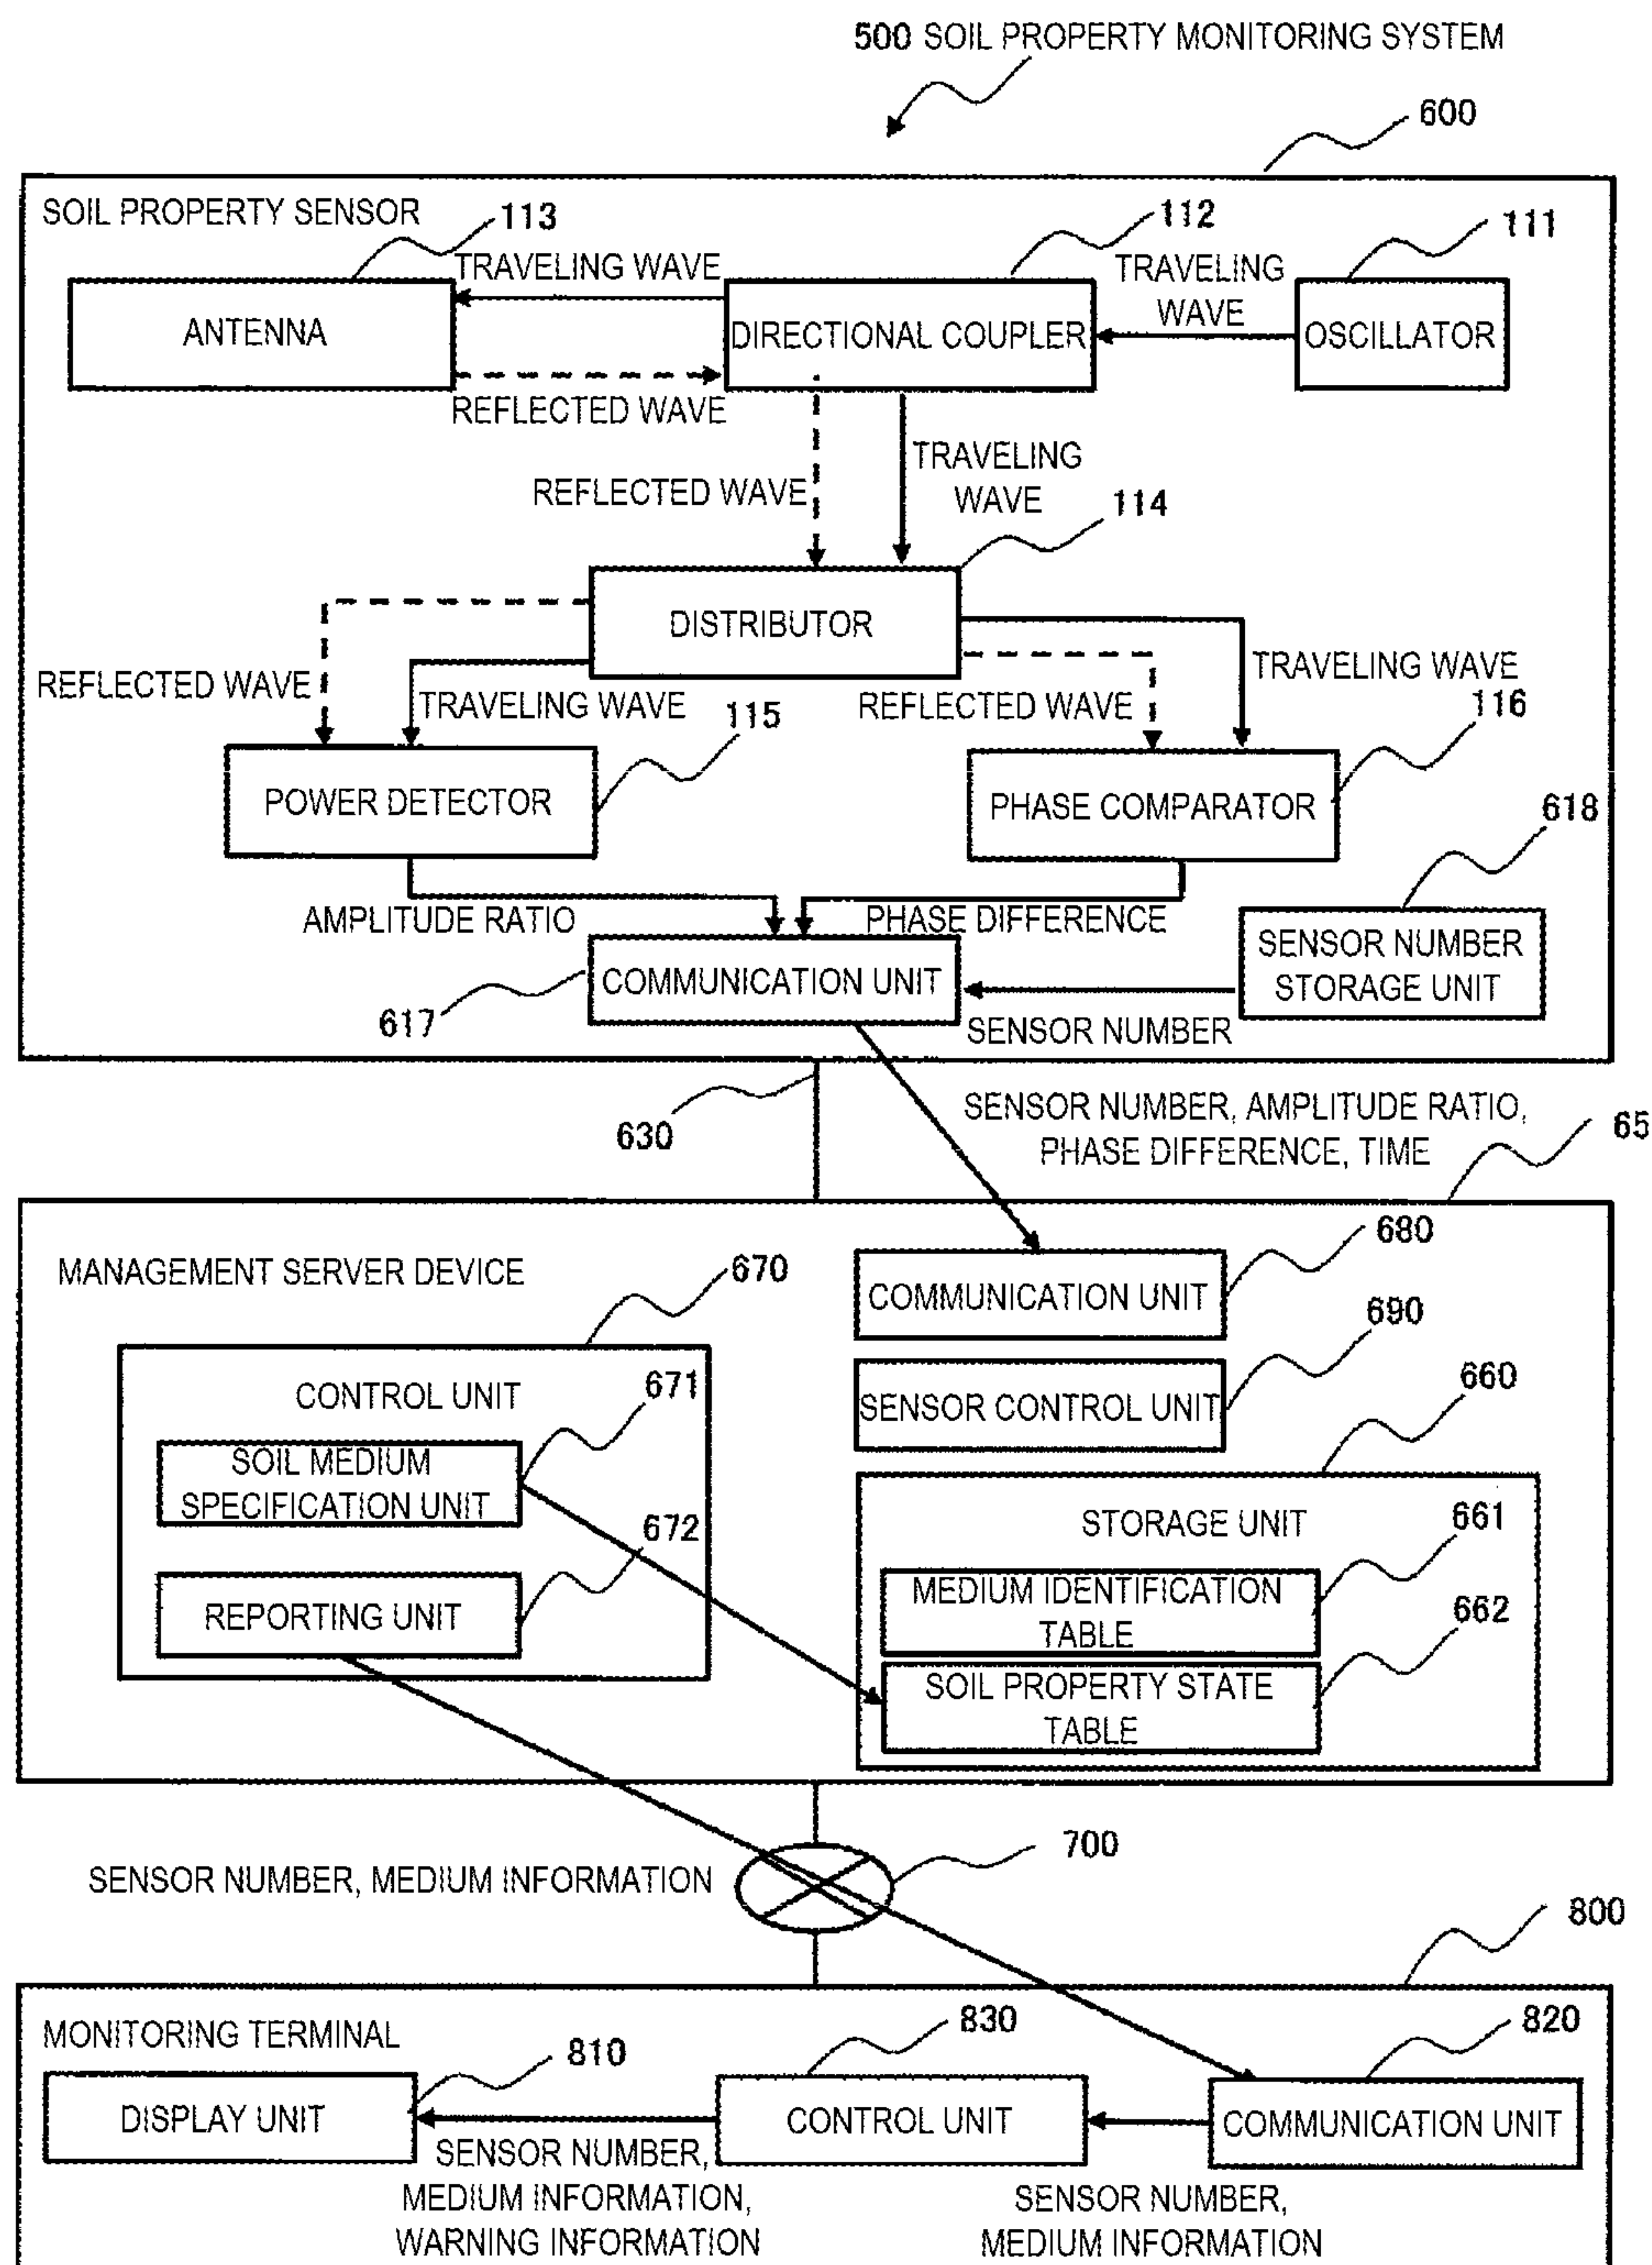 500 SOIL PROPERTY MONITORING SYSTEM
600
SOIL PROPERTY SENSOR
113
112
111
TRAVELING WAVE
TRAVELING
WAVE
ANTENNA
DIRECTIONAL COUPLER
OSCILLATOR
REFLECTED WAVE
REFLECTED WAVE
TRAVELING
WAVE
114
DISTRIBUTOR
REFLECTED WAVE
TRAVELING WAVE
REFLECTED WAVE
TRAVELING WAVE
115
116
POWER DETECTOR
PHASE COMPARATOR
618
AMPLITUDE RATIO
PHASE DIFFERENCE
SENSOR NUMBER
STORAGE UNIT
COMMUNICATION UNIT
617
SENSOR NUMBER
630
SENSOR NUMBER, AMPLITUDE RATIO,
PHASE DIFFERENCE, TIME
65
MANAGEMENT SERVER DEVICE
670
680
COMMUNICATION UNIT
690
CONTROL UNIT
671
SENSOR CONTROL UNIT
660
SOIL MEDIUM
SPECIFICATION UNIT
672
STORAGE UNIT
661
REPORTING UNIT
MEDIUM IDENTIFICATION
TABLE
662
SOIL PROPERTY STATE
TABLE
700
SENSOR NUMBER, MEDIUM INFORMATION
800
MONITORING TERMINAL
810
830
820
DISPLAY UNIT
CONTROL UNIT
COMMUNICATION UNIT
SENSOR NUMBER,
MEDIUM INFORMATION,
WARNING INFORMATION
SENSOR NUMBER,
MEDIUM INFORMATION